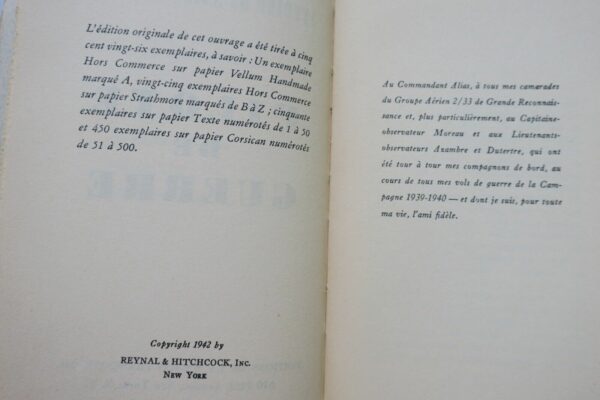 L'édition originale de cet ouvrage a été tirée à cinq
cent vingt-six exemplaires, à savoir : Un exemplaire
Hors Commerce sur papier Vellum Handmade
marqué A, vingt-cinq exemplaires Hors Commerce
sur papier Strathmore marqués de B à Z ; cinquante
exemplaires sur papier Texte numérotés de 1 à 50
et 450 exemplaires sur papier Corsican numérotés
de 51 à 500.
Copyright 1942 by
REYNAL & HITCHCOCK, INC.
NEW YORK
Au Commandant Alias, à tous mes camarades
du Groupe Aérien 2/33 de Grande Reconnais-
sance et, plus particulièrement, au Capitaine-
observateur Moreau et aux Lieutenants-
observateurs Azambre et Dutertre, qui ont
été tour à tour mes compagnons de bord, au
cours de tous mes vols de guerre de la Cam-
pagne 1939-1940 — et dont je suis, pour toute
ma vie, l'ami fidèle.